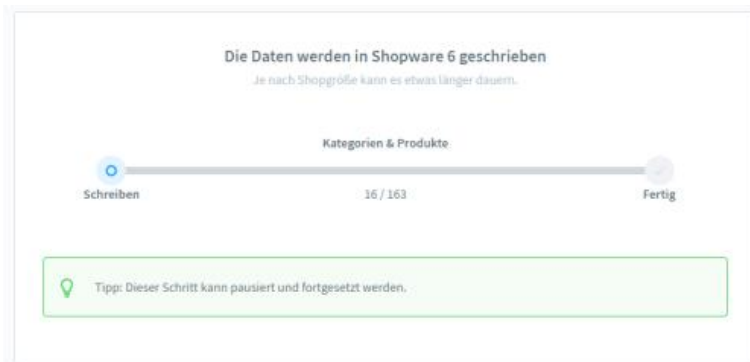 Die Daten werden in Shopware 6 geschrieben
Je nach Shopgröße kann es etwas länger dauern.
Kategorien & Produkte
Schreiben
16 / 163
Fertig
Tipp: Dieser Schritt kann pausiert und fortgesetzt werden.